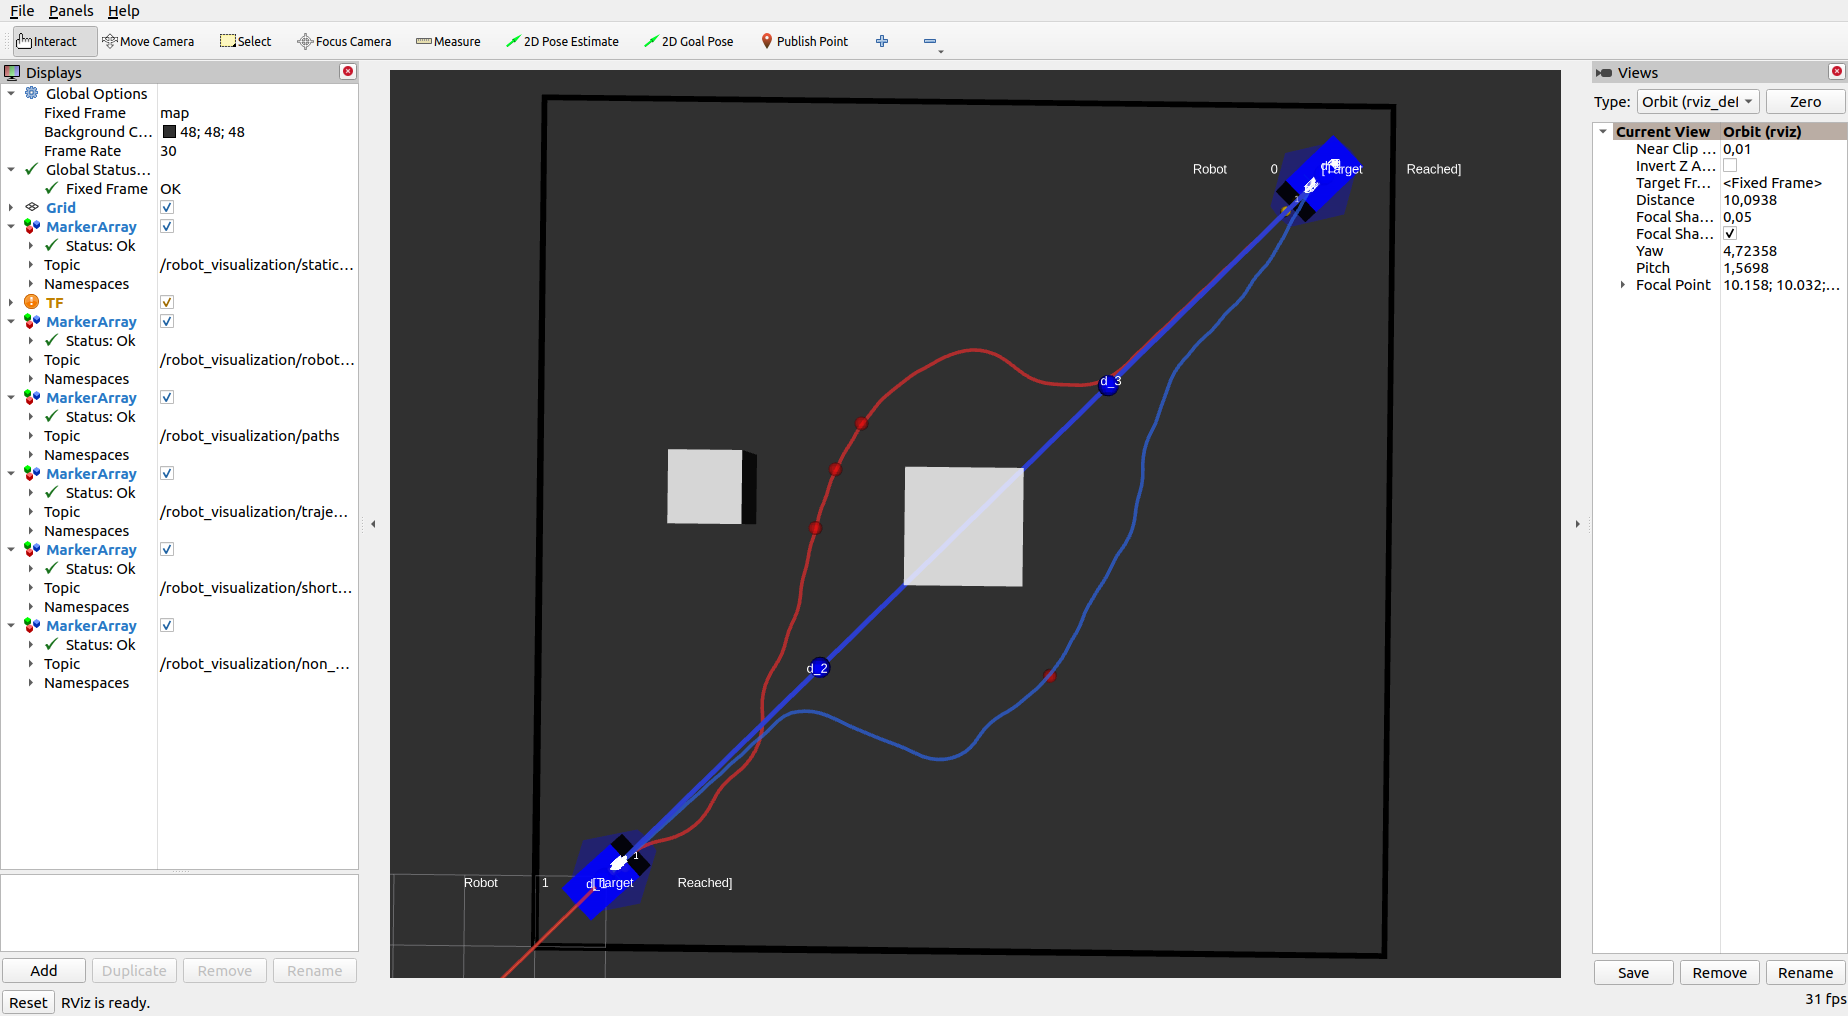 File Panels Help
Interact Move Camera Select Focus Camera Measure 2D Pose Estimate 2D Goal Pose Publish Point
Displays
Global Options
Fixed Frame map
Background C... 48; 48; 48
Frame Rate 30
Global Status...
Fixed Frame OK
Grid
MarkerArray
Status: Ok
Topic /robot_visualization/static...
Namespaces
TF
MarkerArray
Status: Ok
Topic /robot_visualization/robot...
Namespaces
MarkerArray
Status: Ok
Topic /robot_visualization/paths
Namespaces
MarkerArray
Status: Ok
Topic /robot_visualization/traje...
Namespaces
MarkerArray
Status: Ok
Topic /robot_visualization/short...
Namespaces
MarkerArray
Status: Ok
Topic /robot_visualization/non_...
Namespaces
Add Duplicate Remove Rename
Reset RViz is ready.
Robot 0 [Target Reached]
1
d_3
d_2
1
Robot 1 [Target Reached]
Views
Type: Orbit (rviz_def Zero
Current View Orbit (rviz)
Near Clip ... 0,01
Invert Z A...
Target Fr... <Fixed Frame>
Distance 10,0938
Focal Sha... 0,05
Focal Sha...
Yaw 4,72358
Pitch 1,5698
Focal Point 10.158; 10.032;...
Save Remove Rename
31 fps